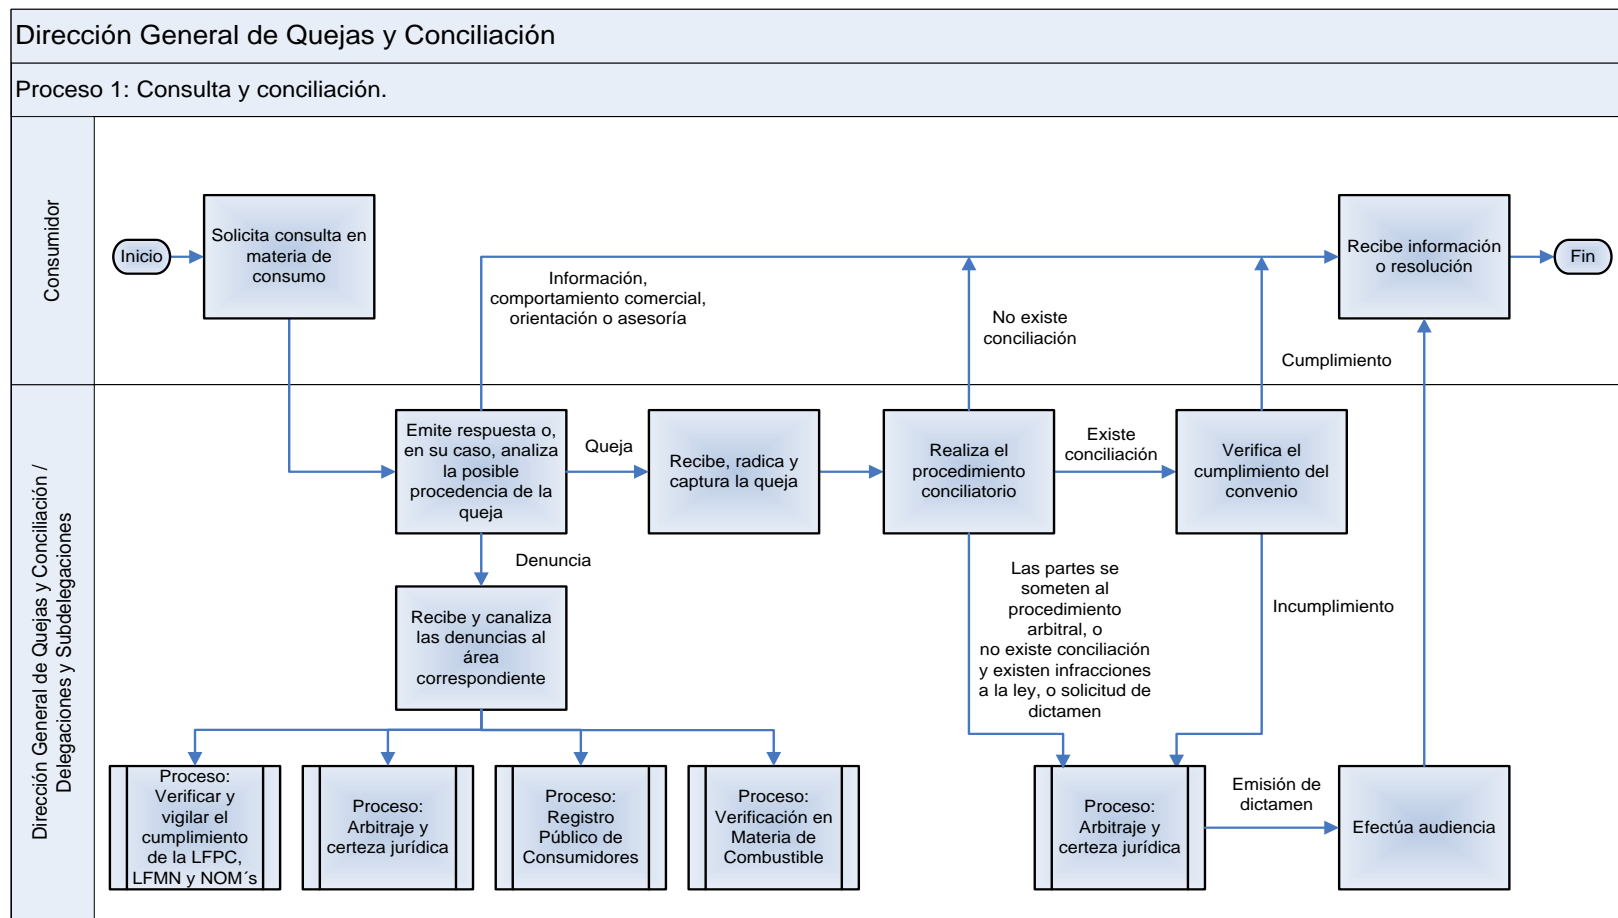 Dirección General de Quejas y Conciliación
Proceso 1: Consulta y conciliación.
Consumidor
Inicio
Solicita consulta en
materia de
consumo
Información,
comportamiento comercial,
orientación o asesoría
No existe
conciliación
Cumplimiento
Recibe información
o resolución
Fin
Dirección General de Quejas y Conciliación /
Delegaciones y Subdelegaciones
Emite respuesta o,
en su caso, analiza
la posible
procedencia de la
queja
Queja
Recibe, radica y
captura la queja
Realiza el
procedimiento
conciliatorio
Existe
conciliación
Verifica el
cumplimiento del
convenio
Denuncia
Recibe y canaliza
las denuncias al
área
correspondiente
Las partes se
someten al
procedimiento
arbitral, o
no existe conciliación
y existen infracciones
a la ley, o solicitud de
dictamen
Incumplimiento
Proceso:
Verificar y
vigilar el
cumplimiento
de la LFPC,
LFMN y NOM´s
Proceso:
Arbitraje y
certeza jurídica
Proceso:
Registro
Público de
Consumidores
Proceso:
Verificación en
Materia de
Combustible
Proceso:
Arbitraje y
certeza jurídica
Emisión de
dictamen
Efectúa audiencia